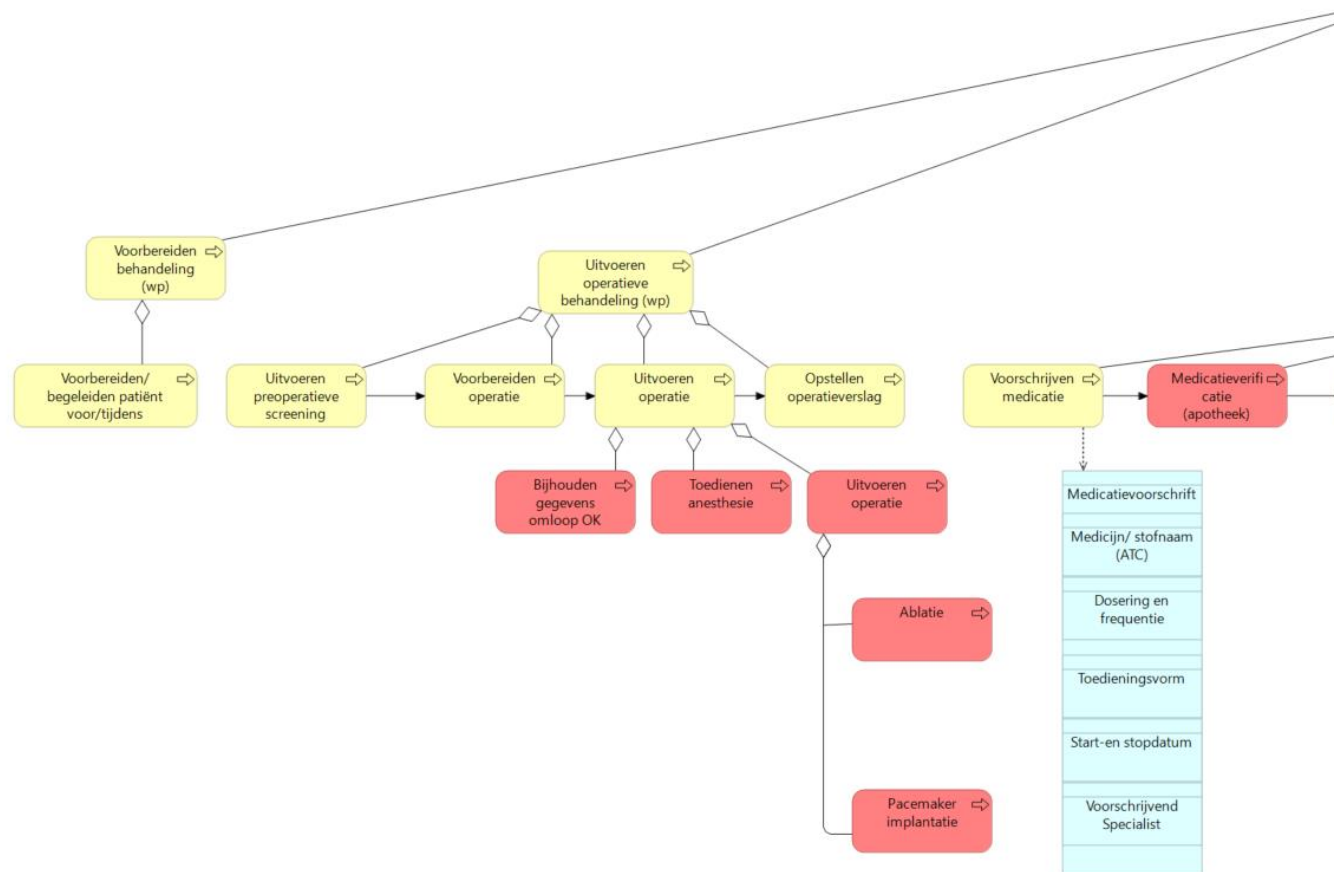 Voorbereiden
behandeling
(wp)
Uitvoeren
operatieve
behandeling (wp)
Voorbereiden/
begeleiden patiënt
voor/tijdens
Uitvoeren
preoperatieve
screening
Voorbereiden
operatie
Uitvoeren
operatie
Opstellen
operatieverslag
Voorschrijven
medicatie
Medicatieverifi
catie
(apotheek)
Bijhouden
gegevens
omloop OK
Toedienen
anesthesie
Uitvoeren
operatie
Ablatie
Pacemaker
implantatie
Medicatievoorschrift
Medicijn/ stofnaam
(ATC)
Dosering en
frequentie
Toedieningsvorm
Start-en stopdatum
Voorschrijvend
Specialist